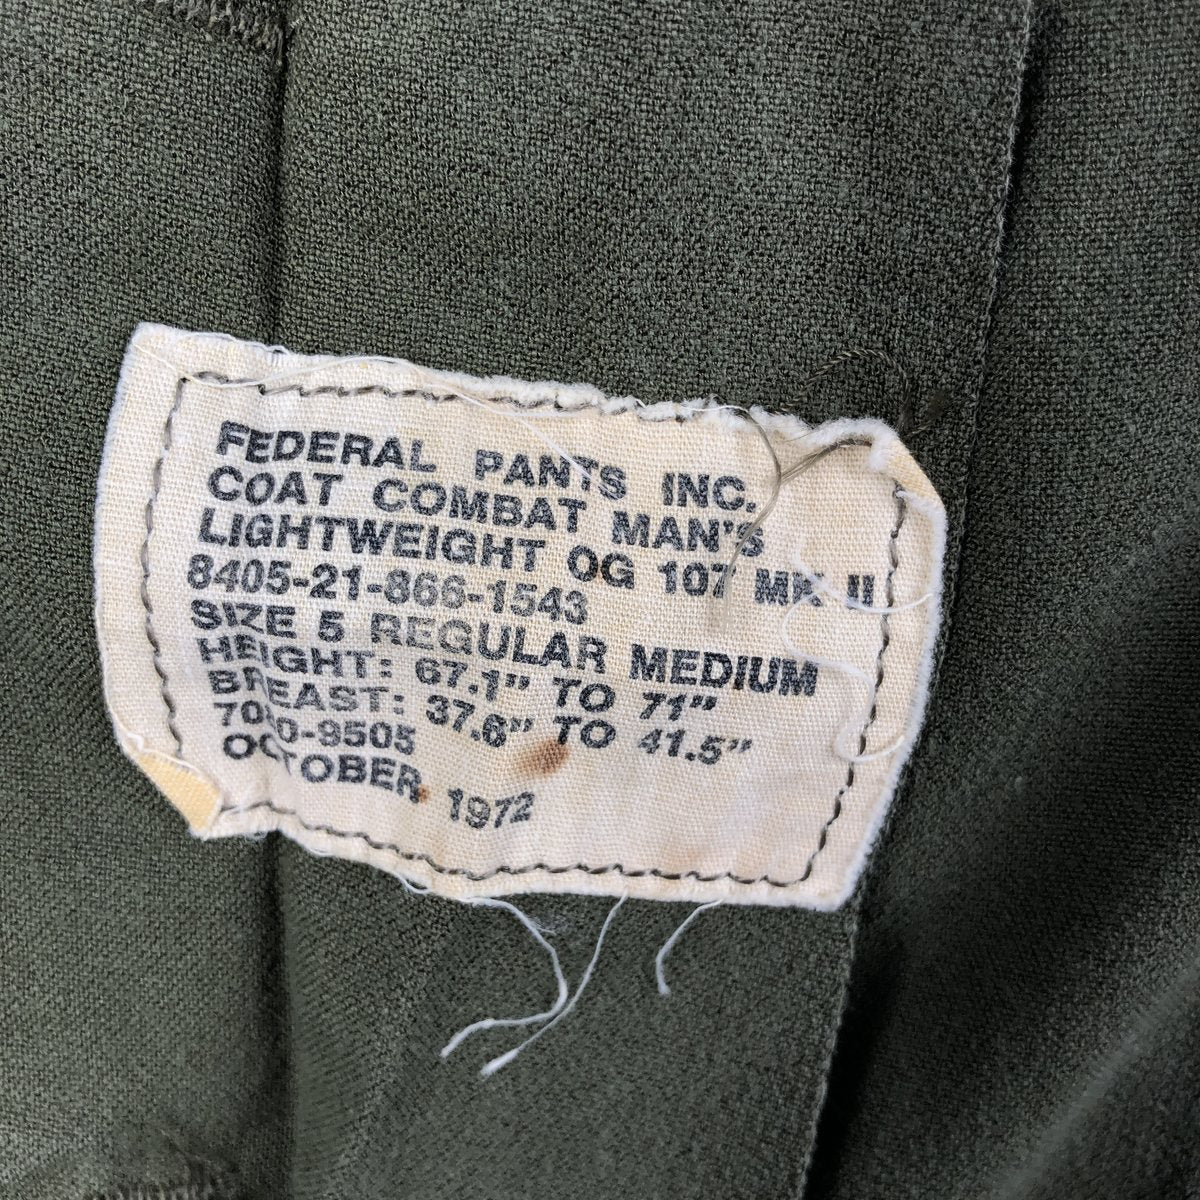 FEDERAL PANTS INC.
COAT COMBAT MAN'S
LIGHTWEIGHT OG 107 MK II
8405-21-866-1543
SIZE 5 REGULAR MEDIUM
HEIGHT: 67.1" TO 71"
BREAST: 37.6" TO 41.5"
OCTOBER 1972